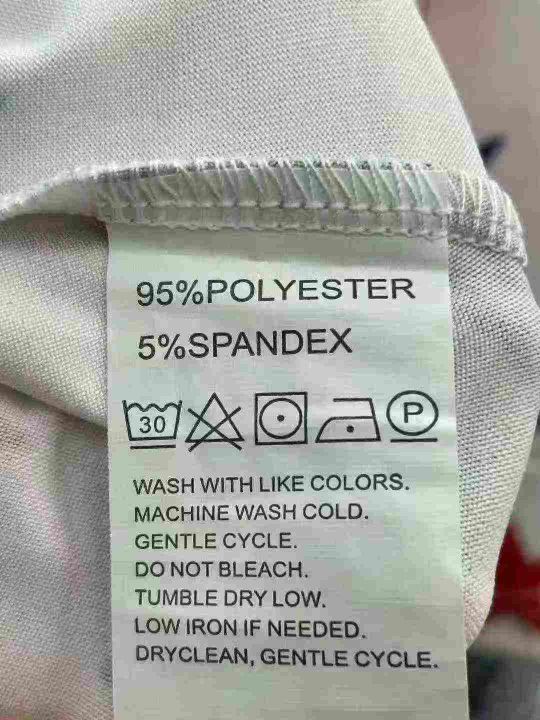 95%POLYESTER
5%SPANDEX
30 P
WASH WITH LIKE COLORS.
MACHINE WASH COLD.
GENTLE CYCLE.
DO NOT BLEACH.
TUMBLE DRY LOW.
LOW IRON IF NEEDED.
DRYCLEAN, GENTLE CYCLE.